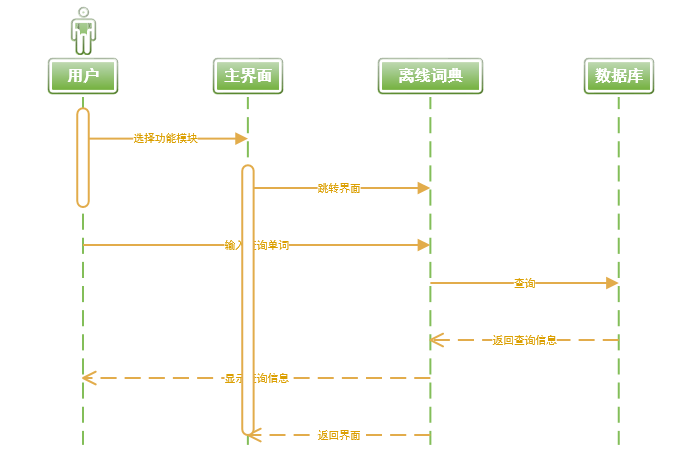 用户
主界面
离线词典
数据库
选择功能模块
跳转界面
输入查询单词
查询
返回查询信息
显示查询信息
返回界面